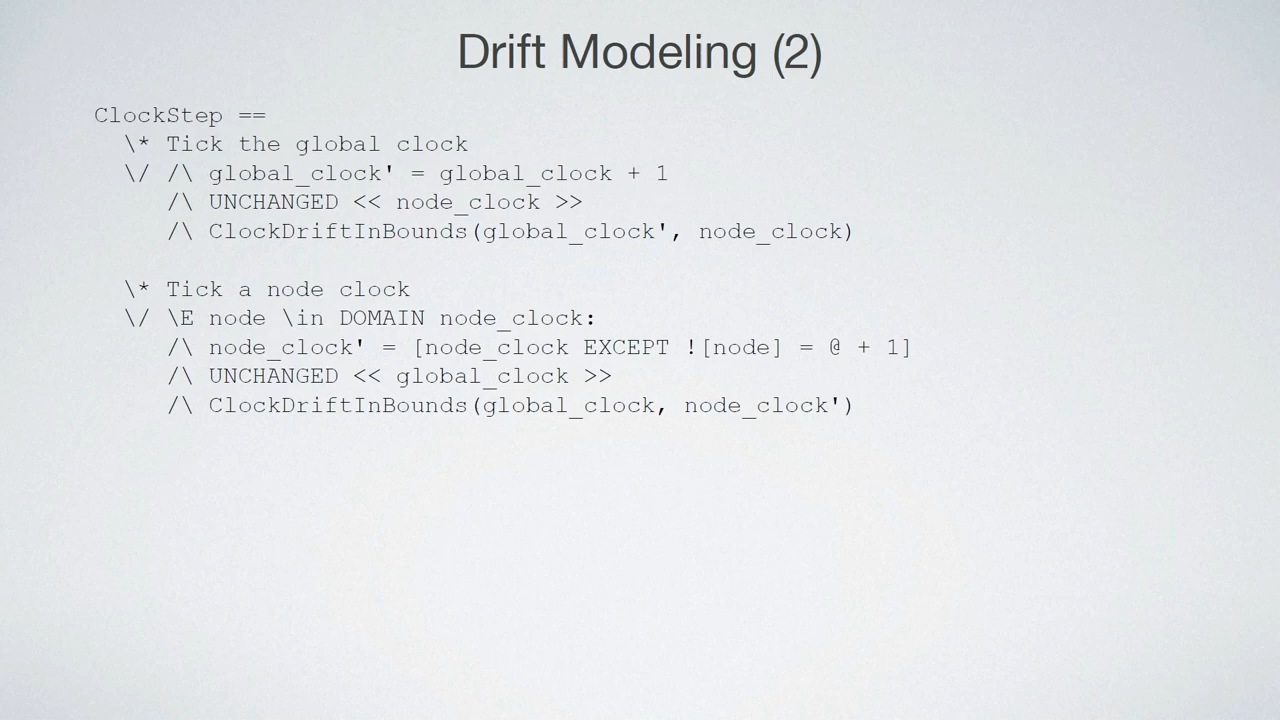 Drift Modeling (2)
ClockStep ==
\* Tick the global clock
\/ /\ global_clock' = global_clock + 1
/\ UNCHANGED << node_clock >>
/\ ClockDriftInBounds(global_clock', node_clock)
\* Tick a node clock
\/ \E node \in DOMAIN node_clock:
/\ node_clock' = [node_clock EXCEPT ![node] = @ + 1]
/\ UNCHANGED << global_clock >>
/\ ClockDriftInBounds(global_clock, node_clock')